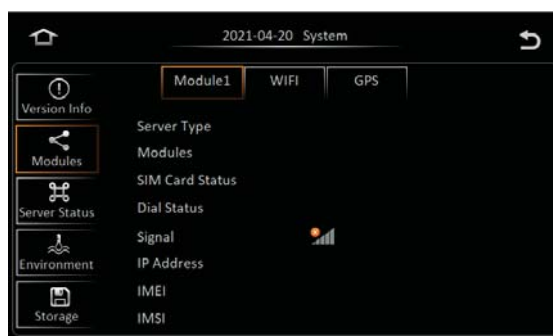 2021-04-20 System
Module1 WIFI GPS
Version Info
Modules
Server Status
Environment
Storage
Server Type
Modules
SIM Card Status
Dial Status
Signal
IP Address
IMEI
IMSI